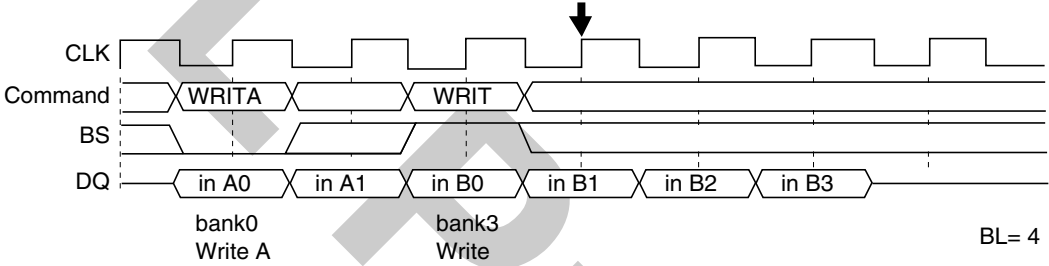 CLK
Command WRITA WRIT
BS
DQ in A0 in A1 in B0 in B1 in B2 in B3
bank0 bank3
Write A Write
BL= 4